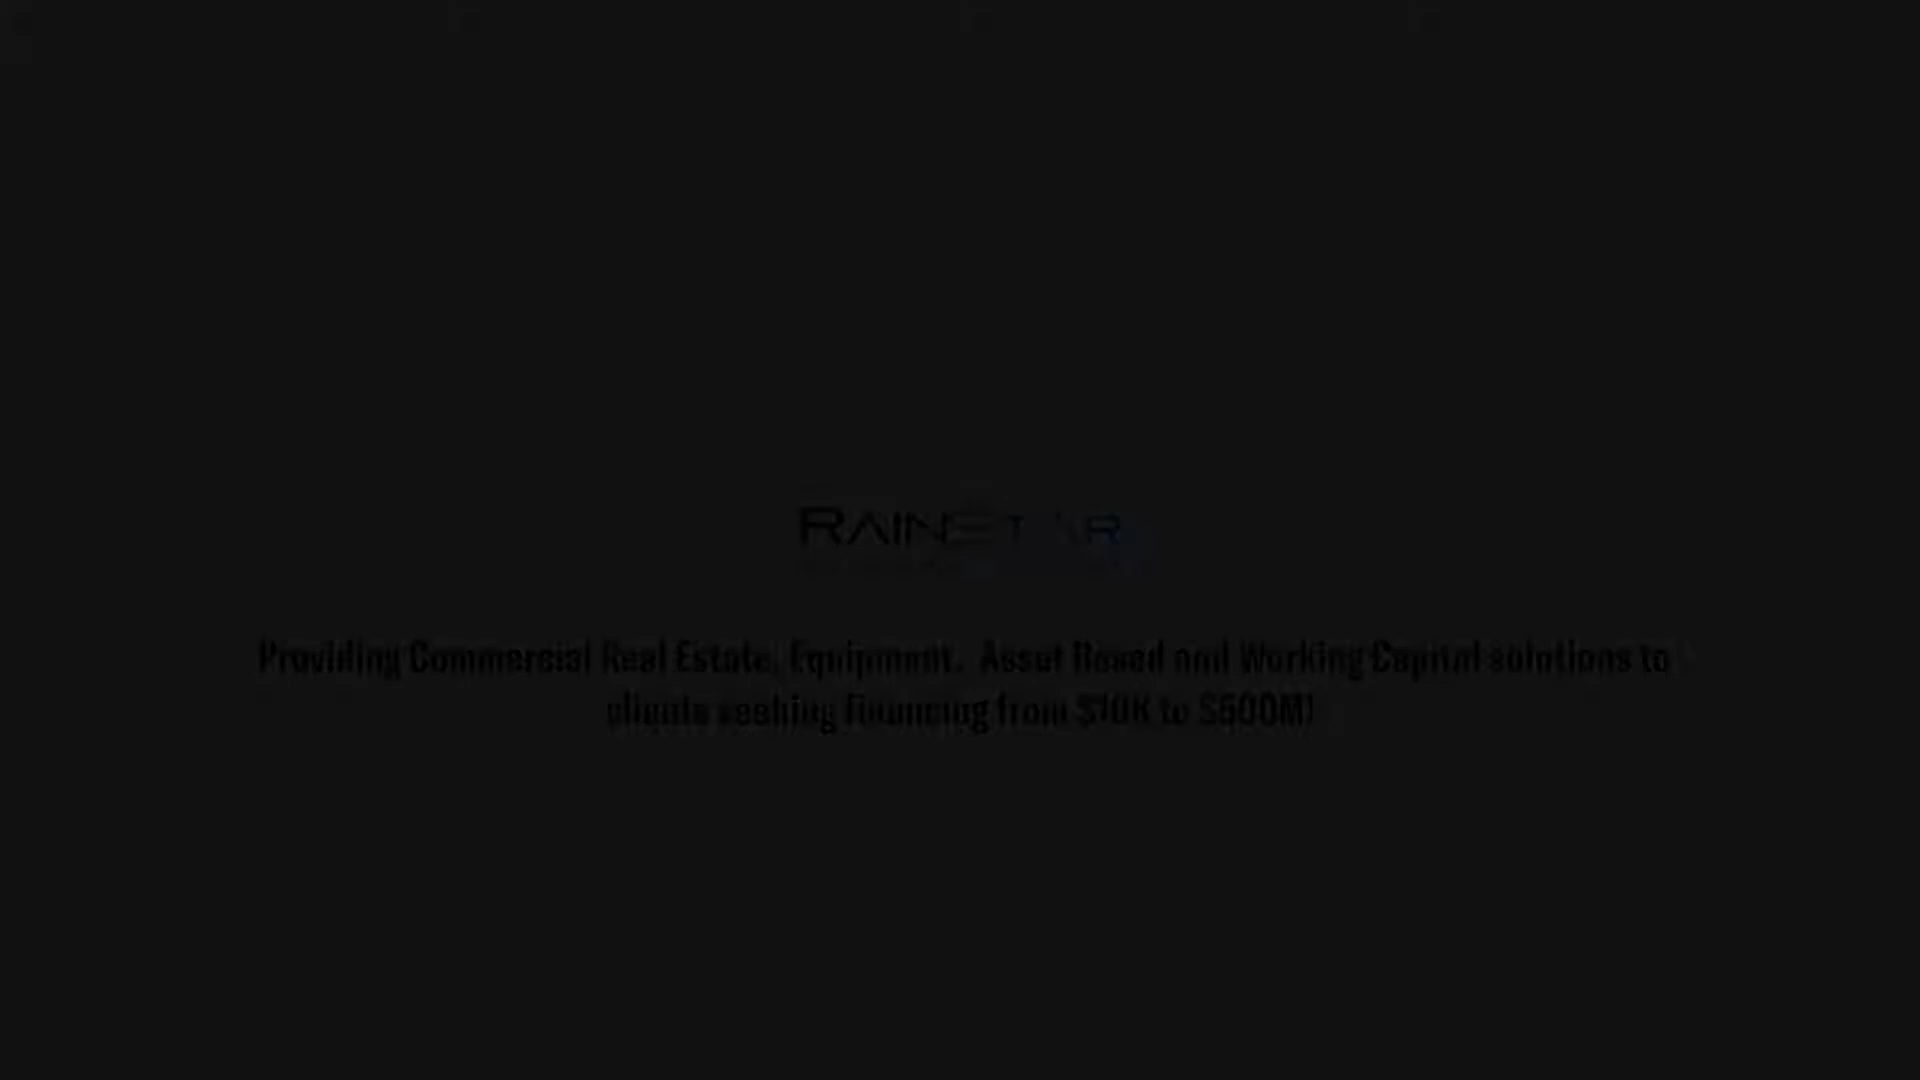 RAINSTAR
Providing Commercial Real Estate, Equipment, Asset Based and Working Capital solutions to
clients seeking financing from $10K to $500M!